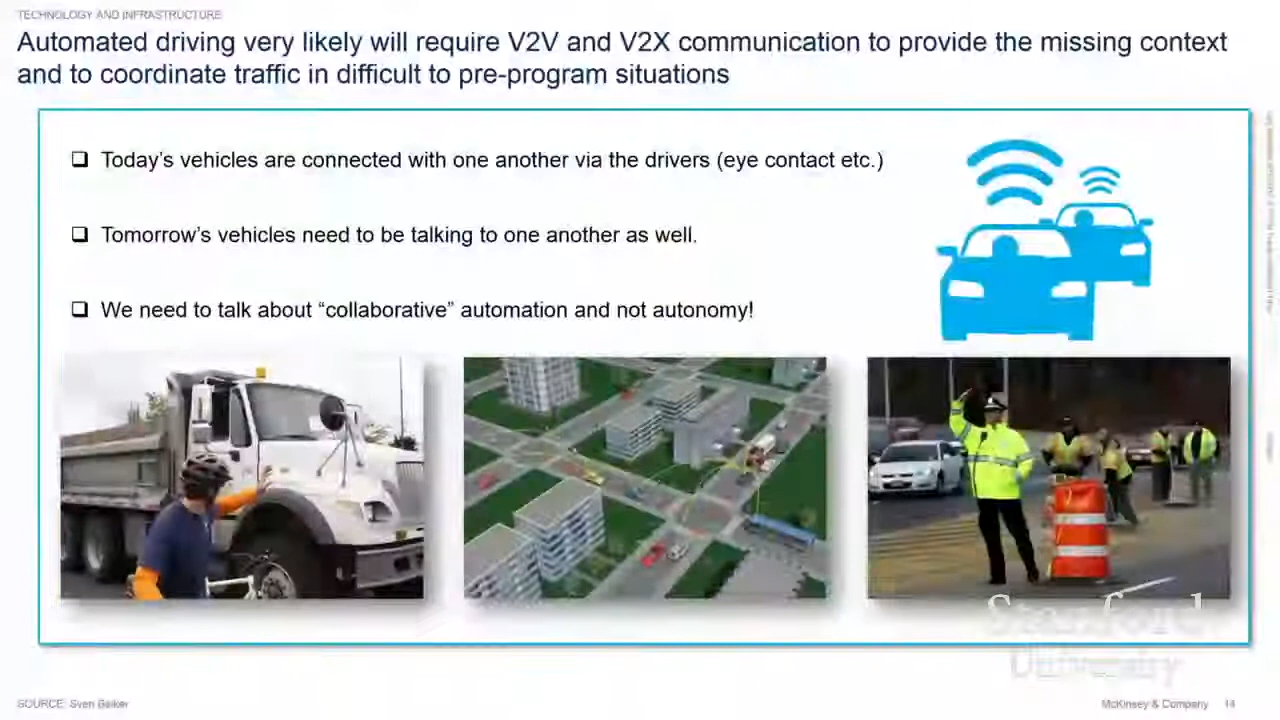 TECHNOLOGY AND INFRASTRUCTURE
Automated driving very likely will require V2V and V2X communication to provide the missing context
and to coordinate traffic in difficult to pre-program situations
Today's vehicles are connected with one another via the drivers (eye contact etc.)
Tomorrow's vehicles need to be talking to one another as well.
We need to talk about “collaborative” automation and not autonomy!
Stanford
University
SOURCE: Sven Beiker
McKinsey & Company 14